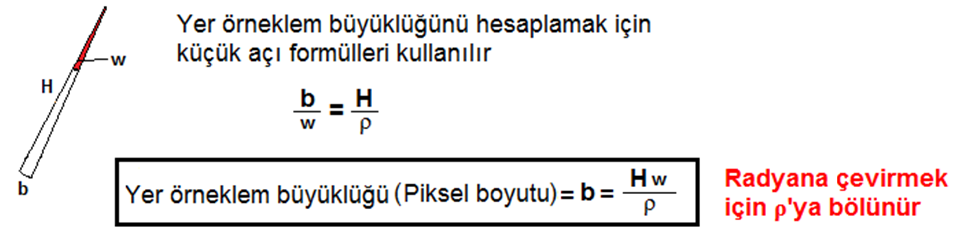 Yer örneklem büyüklüğünü hesaplamak için
küçük açı formülleri kullanılır
w
H
b
b/w = H/ρ
Yer örneklem büyüklüğü (Piksel boyutu) = b = H w/ρ
Radyana çevirmek
için ρ'ya bölünür